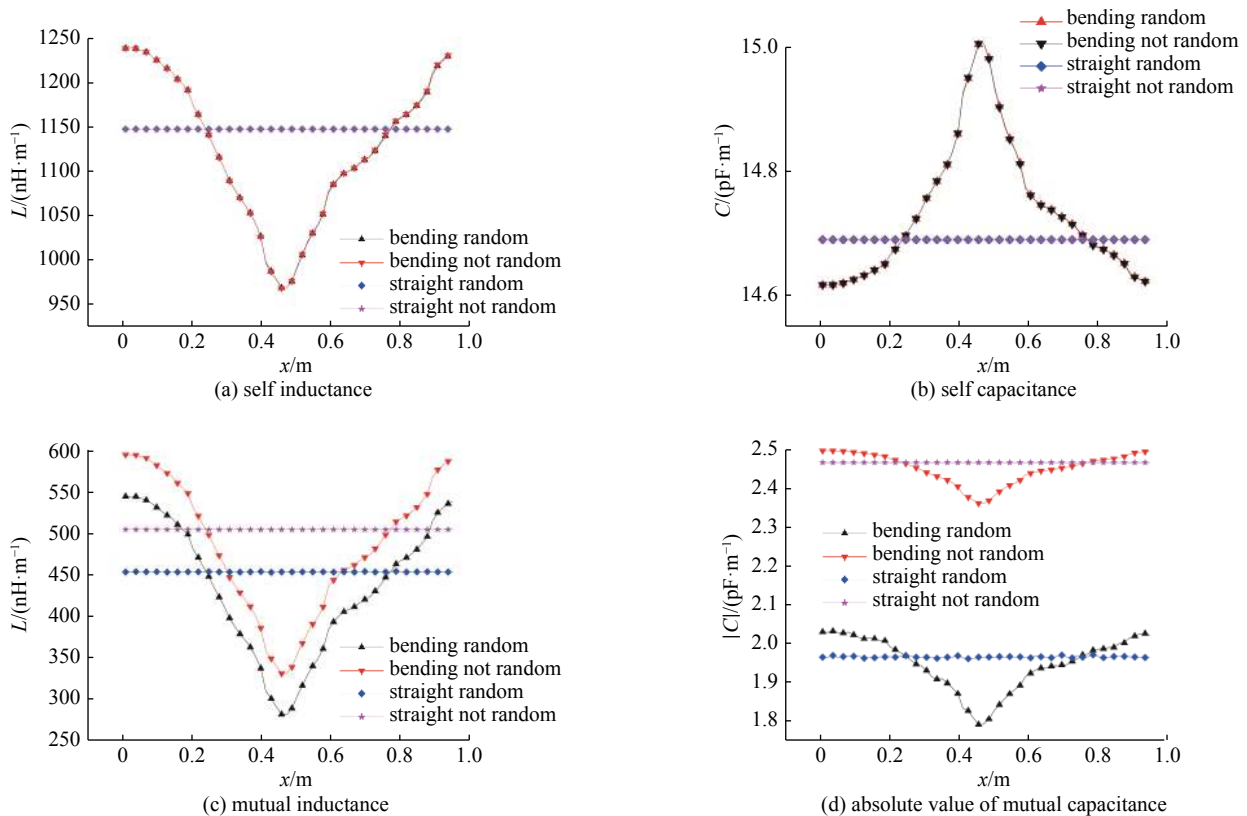 1250
1200
1150
1100
1050
1000
950
L/(nH·m⁻¹)
bending random
bending not random
straight random
straight not random
0 0.2 0.4 0.6 0.8 1.0
x/m
(a) self inductance
15.0
14.8
14.6
C/(pF·m⁻¹)
bending random
bending not random
straight random
straight not random
0 0.2 0.4 0.6 0.8 1.0
x/m
(b) self capacitance
600
550
500
450
400
350
300
250
L/(nH·m⁻¹)
bending random
bending not random
straight random
straight not random
0 0.2 0.4 0.6 0.8 1.0
x/m
(c) mutual inductance
2.5
2.4
2.3
2.2
2.1
2.0
1.9
1.8
|C|/(pF·m⁻¹)
bending random
bending not random
straight random
straight not random
0 0.2 0.4 0.6 0.8 1.0
x/m
(d) absolute value of mutual capacitance